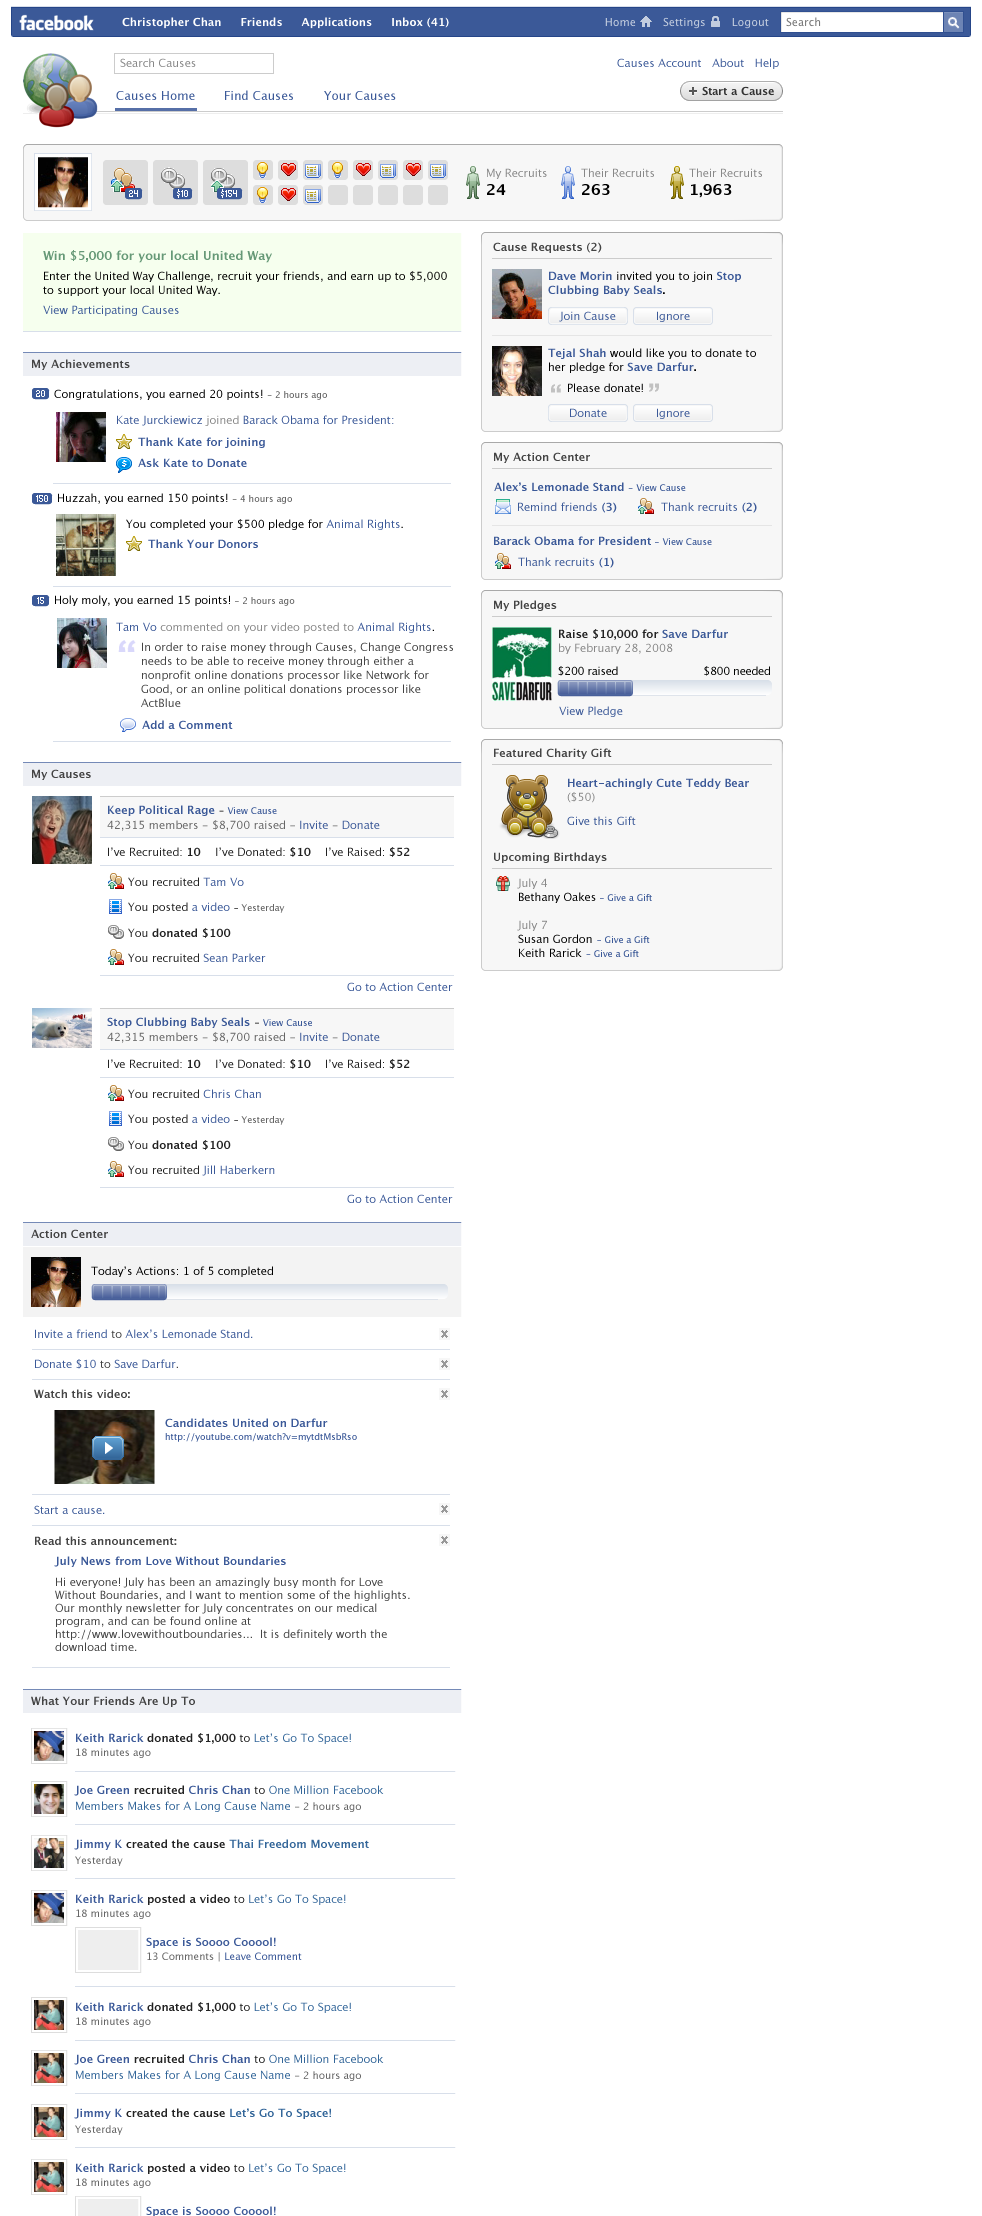 facebook Christopher Chan Friends Applications Inbox (41) Home Settings Logout Search
Search Causes
Causes Account About Help
Causes Home Find Causes Your Causes
+ Start a Cause
24 $10 $154
My Recruits 24
Their Recruits 263
Their Recruits 1,963
Win $5,000 for your local United Way
Enter the United Way Challenge, recruit your friends, and earn up to $5,000
to support your local United Way.
View Participating Causes
My Achievements
20 Congratulations, you earned 20 points! – 2 hours ago
Kate Jurckiewicz joined Barack Obama for President:
Thank Kate for joining
Ask Kate to Donate
150 Huzzah, you earned 150 points! – 4 hours ago
You completed your $500 pledge for Animal Rights.
Thank Your Donors
15 Holy moly, you earned 15 points! – 2 hours ago
Tam Vo commented on your video posted to Animal Rights.
“ In order to raise money through Causes, Change Congress
needs to be able to receive money through either a
nonprofit online donations processor like Network for
Good, or an online political donations processor like
ActBlue
Add a Comment
My Causes
Keep Political Rage – View Cause
42,315 members – $8,700 raised – Invite – Donate
I’ve Recruited: 10 I’ve Donated: $10 I’ve Raised: $52
You recruited Tam Vo
You posted a video – Yesterday
You donated $100
You recruited Sean Parker
Go to Action Center
Stop Clubbing Baby Seals – View Cause
42,315 members – $8,700 raised – Invite – Donate
I’ve Recruited: 10 I’ve Donated: $10 I’ve Raised: $52
You recruited Chris Chan
You posted a video – Yesterday
You donated $100
You recruited Jill Haberkern
Go to Action Center
Action Center
Today’s Actions: 1 of 5 completed
Invite a friend to Alex’s Lemonade Stand. x
Donate $10 to Save Darfur. x
Watch this video: x
Candidates United on Darfur
http://youtube.com/watch?v=mytdtMsbRso
Start a cause. x
Read this announcement: x
July News from Love Without Boundaries
Hi everyone! July has been an amazingly busy month for Love
Without Boundaries, and I want to mention some of the highlights.
Our monthly newsletter for July concentrates on our medical
program, and can be found online at
http://www.lovewithoutboundaries... It is definitely worth the
download time.
What Your Friends Are Up To
Keith Rarick donated $1,000 to Let’s Go To Space!
18 minutes ago
Joe Green recruited Chris Chan to One Million Facebook
Members Makes for A Long Cause Name – 2 hours ago
Jimmy K created the cause Thai Freedom Movement
Yesterday
Keith Rarick posted a video to Let’s Go To Space!
18 minutes ago
Space is Soooo Cooool!
13 Comments | Leave Comment
Keith Rarick donated $1,000 to Let’s Go To Space!
18 minutes ago
Joe Green recruited Chris Chan to One Million Facebook
Members Makes for A Long Cause Name – 2 hours ago
Jimmy K created the cause Let’s Go To Space!
Yesterday
Keith Rarick posted a video to Let’s Go To Space!
18 minutes ago
Space is Soooo Cooool!
Cause Requests (2)
Dave Morin invited you to join Stop
Clubbing Baby Seals.
Join Cause Ignore
Tejal Shah would like you to donate to
her pledge for Save Darfur.
“ Please donate! ”
Donate Ignore
My Action Center
Alex’s Lemonade Stand – View Cause
Remind friends (3) Thank recruits (2)
Barack Obama for President – View Cause
Thank recruits (1)
My Pledges
SAVEDARFUR
Raise $10,000 for Save Darfur
by February 28, 2008
$200 raised $800 needed
View Pledge
Featured Charity Gift
Heart-achingly Cute Teddy Bear
($50)
Give this Gift
Upcoming Birthdays
July 4
Bethany Oakes – Give a Gift
July 7
Susan Gordon – Give a Gift
Keith Rarick – Give a Gift